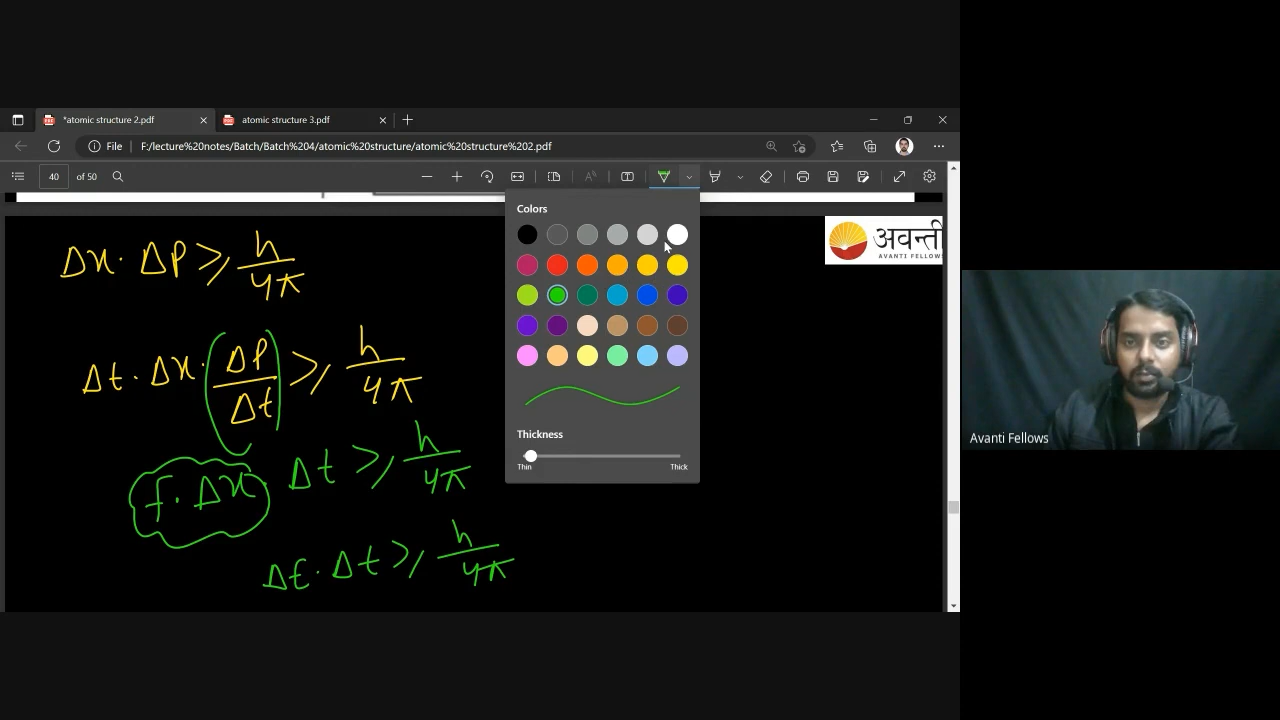 *atomic structure 2.pdf
atomic structure 3.pdf
File | F:/lecture%20notes/Batch/Batch%204/atomic%20structure/atomic%20structure%202.pdf
40 of 50
Colors
Thickness
Thin Thick
अवन्ती
AVANTI FELLOWS
Δx · ΔP ⩾ h/4π
Δt · Δx · (ΔP/Δt) ⩾ h/4π
f · Δx · Δt ⩾ h/4π
ΔE · Δt ⩾ h/4π
Avanti Fellows